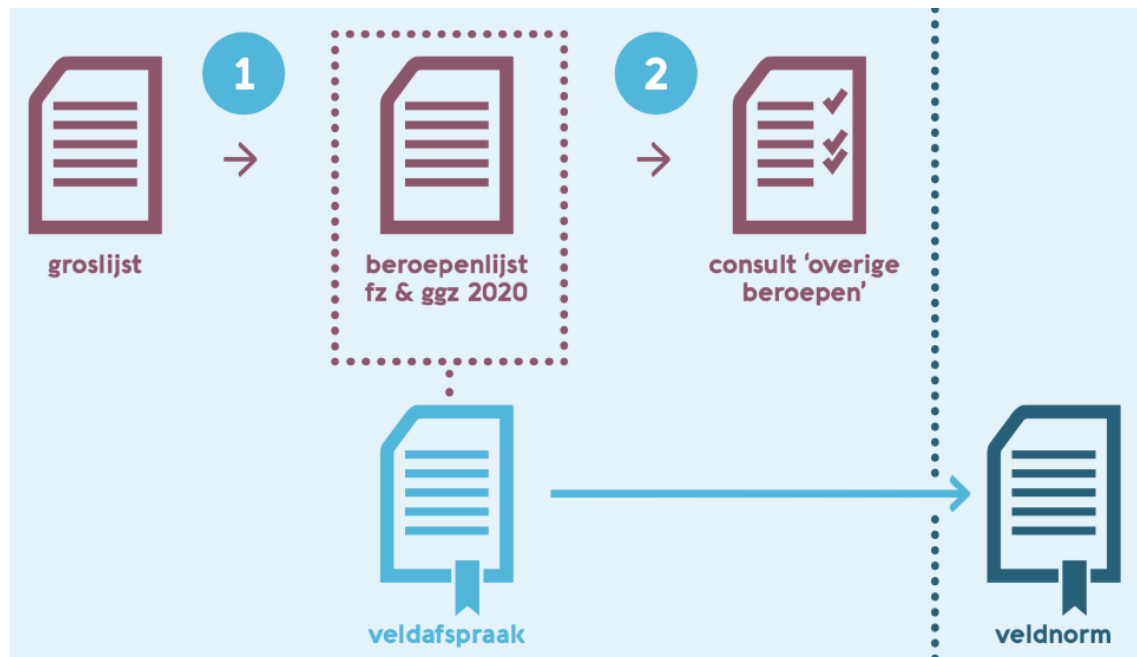 1
2
groslijst
beroepenlijst
fz & ggz 2020
consult ‘overige
beroepen’
veldafspraak
veldnorm